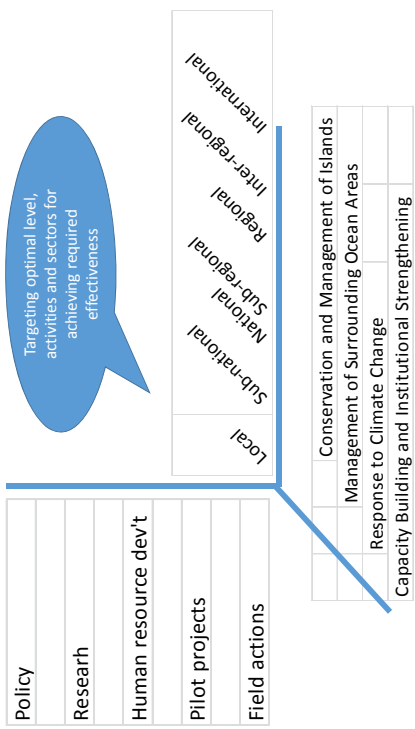 Targeting optimal level,
activities and sectors for
achieving required
effectiveness
Policy
Researh
Human resource dev't
Pilot projects
Field actions
Local
Sub-national
National
Sub-regional
Regional
Inter-regional
International
Conservation and Management of Islands
Management of Surrounding Ocean Areas
Response to Climate Change
Capacity Building and Institutional Strengthening